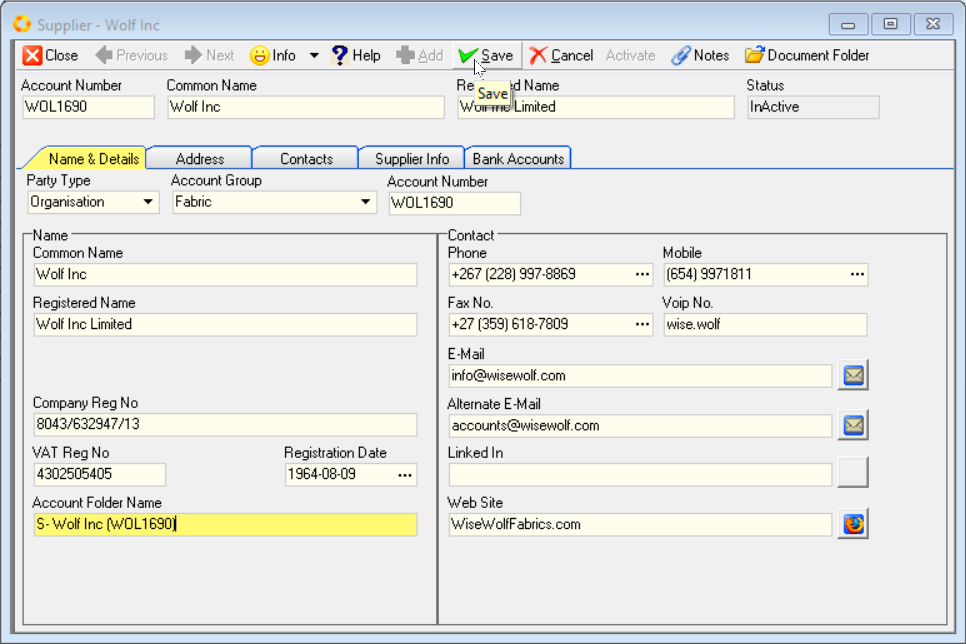 Supplier - Wolf Inc
Close Previous Next Info Help Add Save Cancel Activate Notes Document Folder
Account Number Common Name Registered Name Status
WOL1690 Wolf Inc Wolf Inc Limited InActive
Save
Name & Details Address Contacts Supplier Info Bank Accounts
Party Type Account Group Account Number
Organisation Fabric WOL1690
Name
Common Name
Wolf Inc
Registered Name
Wolf Inc Limited
Company Reg No
8043/632947/13
VAT Reg No Registration Date
4302505405 1964-08-09 ...
Account Folder Name
S- Wolf Inc (WOL1690)
Contact
Phone Mobile
+267 (228) 997-8869 ... (654) 9971811 ...
Fax No. Voip No.
+27 (359) 618-7809 ... wise.wolf
E-Mail
info@wisewolf.com
Alternate E-Mail
accounts@wisewolf.com
Linked In
Web Site
WiseWolfFabrics.com